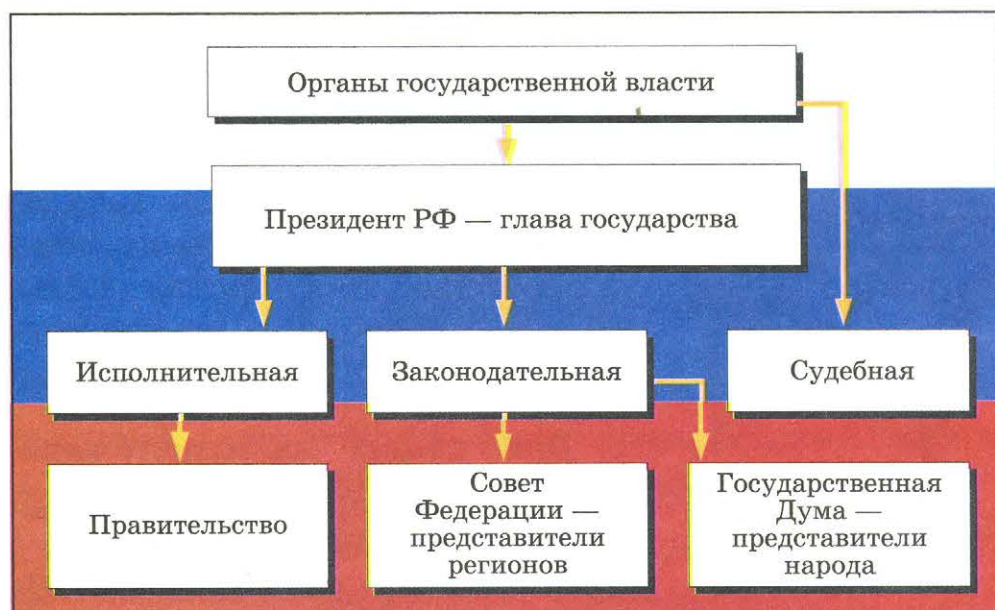 Органы государственной власти
Президент РФ — глава государства
Исполнительная
Законодательная
Судебная
Правительство
Совет
Федерации —
представители
регионов
Государственная
Дума —
представители
народа